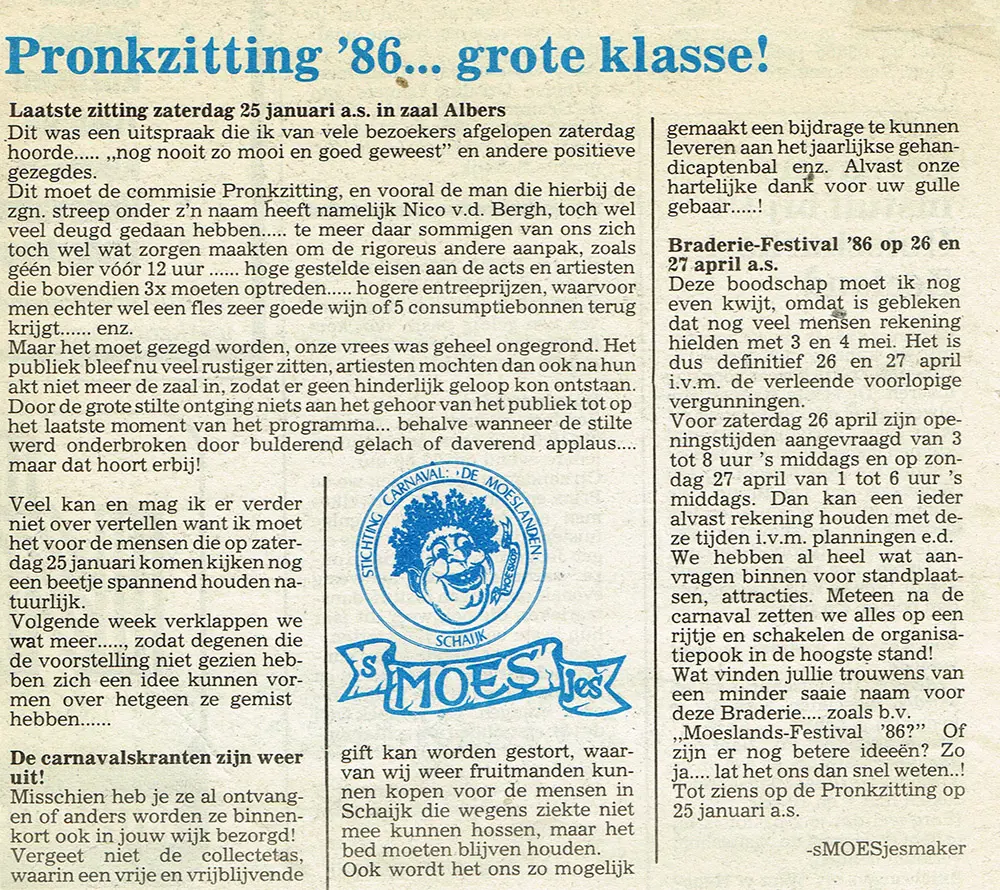 Pronkzitting ’86... grote klasse!
Laatste zitting zaterdag 25 januari a.s. in zaal Albers
Dit was een uitspraak die ik van vele bezoekers afgelopen zaterdag
hoorde..... ,,nog nooit zo mooi en goed geweest” en andere positieve
gezegdes.
Dit moet de commisie Pronkzitting, en vooral de man die hierbij de
zgn. streep onder z’n naam heeft namelijk Nico v.d. Bergh, toch wel
veel deugd gedaan hebben..... te meer daar sommigen van ons zich
toch wel wat zorgen maakten om de rigoreus andere aanpak, zoals
géén bier vóór 12 uur ...... hoge gestelde eisen aan de acts en artiesten
die bovendien 3x moeten optreden..... hogere entreeprijzen, waarvoor
men echter wel een fles zeer goede wijn of 5 consumptiebonnen terug
krijgt...... enz.
Maar het moet gezegd worden, onze vrees was geheel ongegrond. Het
publiek bleef nu veel rustiger zitten, artiesten mochten dan ook na hun
akt niet meer de zaal in, zodat er geen hinderlijk geloop kon ontstaan.
Door de grote stilte ontging niets aan het gehoor van het publiek tot op
het laatste moment van het programma... behalve wanneer de stilte
werd onderbroken door bulderend gelach of daverend applaus....
maar dat hoort erbij!
Veel kan en mag ik er verder
niet over vertellen want ik moet
het voor de mensen die op zater-
dag 25 januari komen kijken nog
een beetje spannend houden na-
tuurlijk.
Volgende week verklappen we
wat meer....., zodat degenen die
de voorstelling niet gezien heb-
ben zich een idee kunnen vor-
men over hetgeen ze gemist
hebben......
De carnavalskranten zijn weer
uit!
Misschien heb je ze al ontvang-
en of anders worden ze binnen-
kort ook in jouw wijk bezorgd!
Vergeet niet de collectetas,
waarin een vrije en vrijblijvende
STICHTING CARNAVAL: DE MOESLANDEN
MOESKOP
SCHAIJK
's MOES jes
gift kan worden gestort, waar-
van wij weer fruitmanden kun-
nen kopen voor de mensen in
Schaijk die wegens ziekte niet
mee kunnen hossen, maar het
bed moeten blijven houden.
Ook wordt het ons zo mogelijk
gemaakt een bijdrage te kunnen
leveren aan het jaarlijkse gehan-
dicaptenbal enz. Alvast onze
hartelijke dank voor uw gulle
gebaar.....!
Braderie-Festival ’86 op 26 en
27 april a.s.
Deze boodschap moet ik nog
even kwijt, omdat is gebleken
dat nog veel mensen rekening
hielden met 3 en 4 mei. Het is
dus definitief 26 en 27 april
i.v.m. de verleende voorlopige
vergunningen.
Voor zaterdag 26 april zijn ope-
ningstijden aangevraagd van 3
tot 8 uur ’s middags en op zon-
dag 27 april van 1 tot 6 uur ’s
middags. Dan kan een ieder
alvast rekening houden met de-
ze tijden i.v.m. planningen e.d.
We hebben al heel wat aan-
vragen binnen voor standplaat-
sen, attracties. Meteen na de
carnaval zetten we alles op een
rijtje en schakelen de organisa-
tiepook in de hoogste stand!
Wat vinden jullie trouwens van
een minder saaie naam voor
deze Braderie.... zoals b.v.
,,Moeslands-Festival ’86?” Of
zijn er nog betere ideeën? Zo
ja.... lat het ons dan snel weten..!
Tot ziens op de Pronkzitting op
25 januari a.s.
-sMOESjesmaker